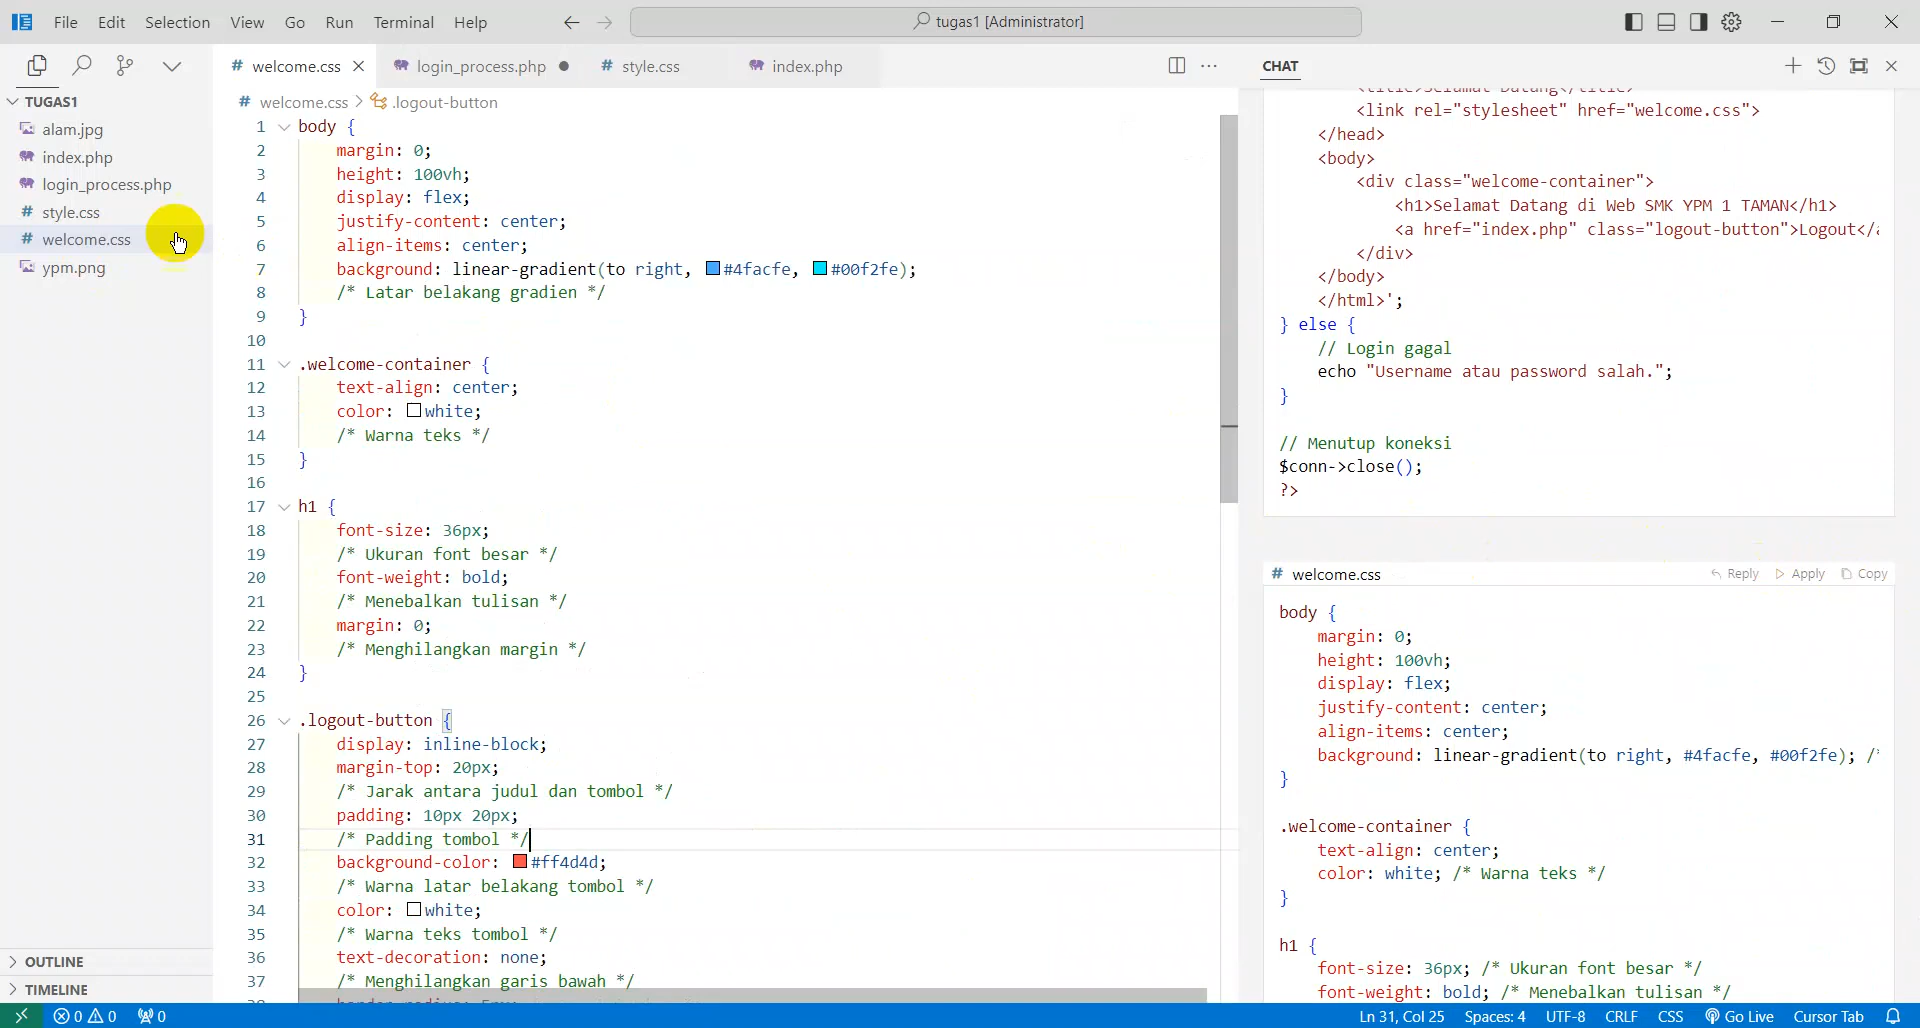 File Edit Selection View Go Run Terminal Help
tugas1 [Administrator]
TUGAS1
alam.jpg
index.php
login_process.php
# style.css
# welcome.css
ypm.png
OUTLINE
TIMELINE
# welcome.css
login_process.php
# style.css
index.php
# welcome.css > .logout-button
1 body {
2 margin: 0;
3 height: 100vh;
4 display: flex;
5 justify-content: center;
6 align-items: center;
7 background: linear-gradient(to right, #4facfe, #00f2fe);
8 /* Latar belakang gradien */
9 }
10
11 .welcome-container {
12 text-align: center;
13 color: white;
14 /* Warna teks */
15 }
16
17 h1 {
18 font-size: 36px;
19 /* Ukuran font besar */
20 font-weight: bold;
21 /* Menebalkan tulisan */
22 margin: 0;
23 /* Menghilangkan margin */
24 }
25
26 .logout-button {
27 display: inline-block;
28 margin-top: 20px;
29 /* Jarak antara judul dan tombol */
30 padding: 10px 20px;
31 /* Padding tombol */
32 background-color: #ff4d4d;
33 /* Warna latar belakang tombol */
34 color: white;
35 /* Warna teks tombol */
36 text-decoration: none;
37 /* Menghilangkan garis bawah */
CHAT
<title>Selamat Datang</title>
<link rel="stylesheet" href="welcome.css">
</head>
<body>
<div class="welcome-container">
<h1>Selamat Datang di Web SMK YPM 1 TAMAN</h1>
<a href="index.php" class="logout-button">Logout</
</div>
</body>
</html>';
} else {
// Login gagal
echo "Username atau password salah.";
}
// Menutup koneksi
$conn->close();
?>
# welcome.css Reply Apply Copy
body {
margin: 0;
height: 100vh;
display: flex;
justify-content: center;
align-items: center;
background: linear-gradient(to right, #4facfe, #00f2fe); /*
}
.welcome-container {
text-align: center;
color: white; /* Warna teks */
}
h1 {
font-size: 36px; /* Ukuran font besar */
font-weight: bold; /* Menebalkan tulisan */
0 0 0 Ln 31, Col 25 Spaces: 4 UTF-8 CRLF CSS Go Live Cursor Tab